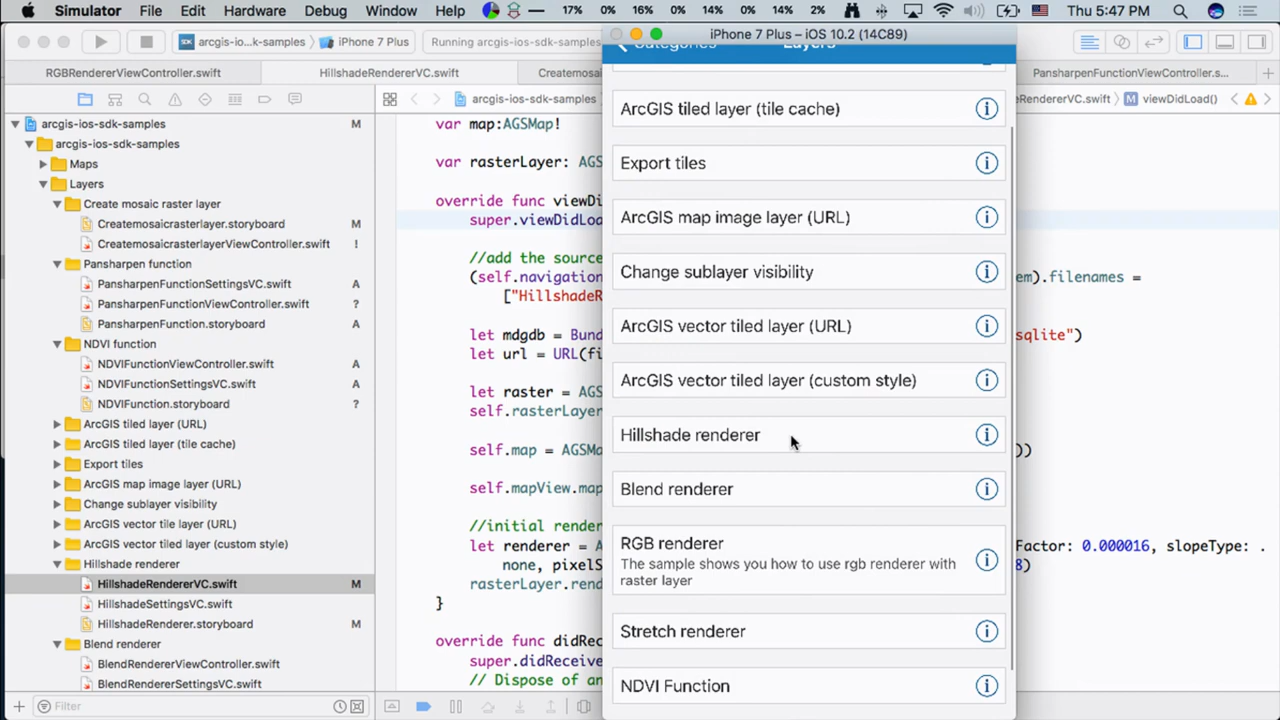 Simulator File Edit Hardware Debug Window Help 17% 0% 16% 0% 14% 0% 14% 2% Thu 5:47 PM
arcgis-io...k-samples iPhone 7 Plus Running arcgis-ios-sdk-samples
iPhone 7 Plus – iOS 10.2 (14C89)
RGBRendererViewController.swift HillshadeRendererVC.swift Createmosai PansharpenFunctionViewController.s...
arcgis-ios-sdk-samples eRendererVC.swift M viewDidLoad()
arcgis-ios-sdk-samples M
arcgis-ios-sdk-samples
Maps
Layers
Create mosaic raster layer
Createmosaicrasterlayer.storyboard M
CreatemosaicrasterlayerViewController.swift !
Pansharpen function
PansharpenFunctionSettingsVC.swift A
PansharpenFunctionViewController.swift ?
PansharpenFunction.storyboard A
NDVI function
NDVIFunctionViewController.swift A
NDVIFunctionSettingsVC.swift A
NDVIFunction.storyboard ?
ArcGIS tiled layer (URL)
ArcGIS tiled layer (tile cache)
Export tiles
ArcGIS map image layer (URL)
Change sublayer visibility
ArcGIS vector tile layer (URL)
ArcGIS vector tiled layer (custom style)
Hillshade renderer
HillshadeRendererVC.swift M
HillshadeSettingsVC.swift
HillshadeRenderer.storyboard M
Blend renderer
BlendRendererViewController.swift
BlendRendererSettingsVC.swift
Filter
var map:AGSMap!
var rasterLayer: AGS
override func viewDi
super.viewDidLoa
//add the source
(self.navigation em).filenames =
["HillshadeR
let mdgdb = Bund sqlite")
let url = URL(fi
let raster = AGS
self.rasterLayer
self.map = AGSMa ))
self.mapView.map
//initial render
let renderer = A Factor: 0.000016, slopeType: .
none, pixelS 8)
rasterLayer.rend
}
override func didRec
super.didReceive
// Dispose of an
Categories Layers
ArcGIS tiled layer (tile cache)
Export tiles
ArcGIS map image layer (URL)
Change sublayer visibility
ArcGIS vector tiled layer (URL)
ArcGIS vector tiled layer (custom style)
Hillshade renderer
Blend renderer
RGB renderer
The sample shows you how to use rgb renderer with
raster layer
Stretch renderer
NDVI Function